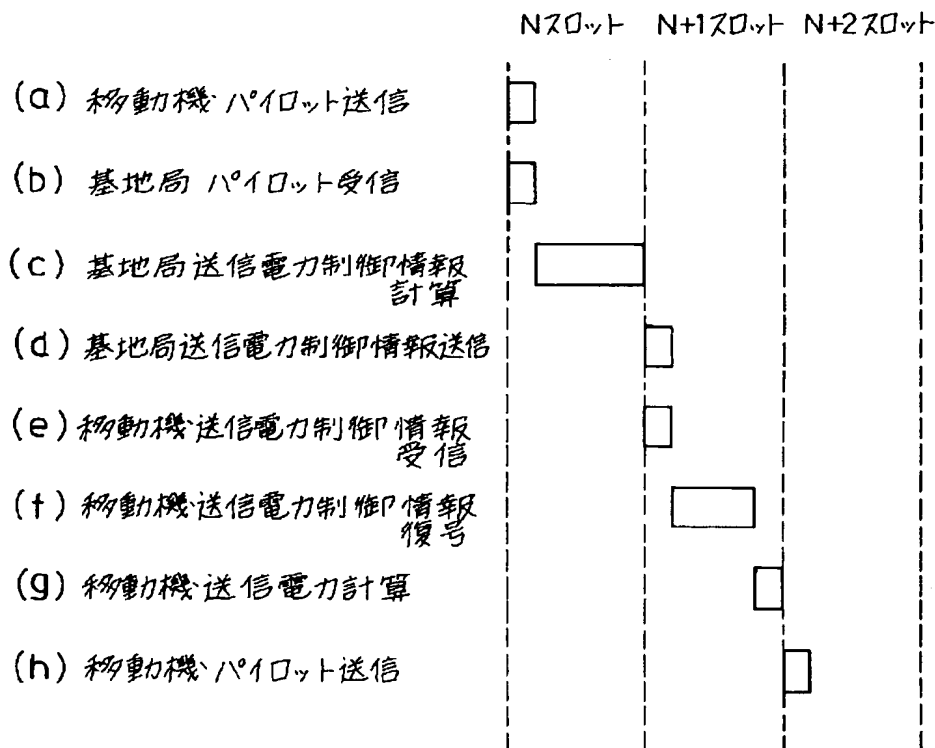 Nスロット N+1スロット N+2スロット
(a) 移動機 パイロット送信
(b) 基地局 パイロット受信
(c) 基地局送信電力制御情報
計算
(d) 基地局送信電力制御情報送信
(e) 移動機送信電力制御情報
受信
(f) 移動機送信電力制御情報
復号
(g) 移動機送信電力計算
(h) 移動機パイロット送信